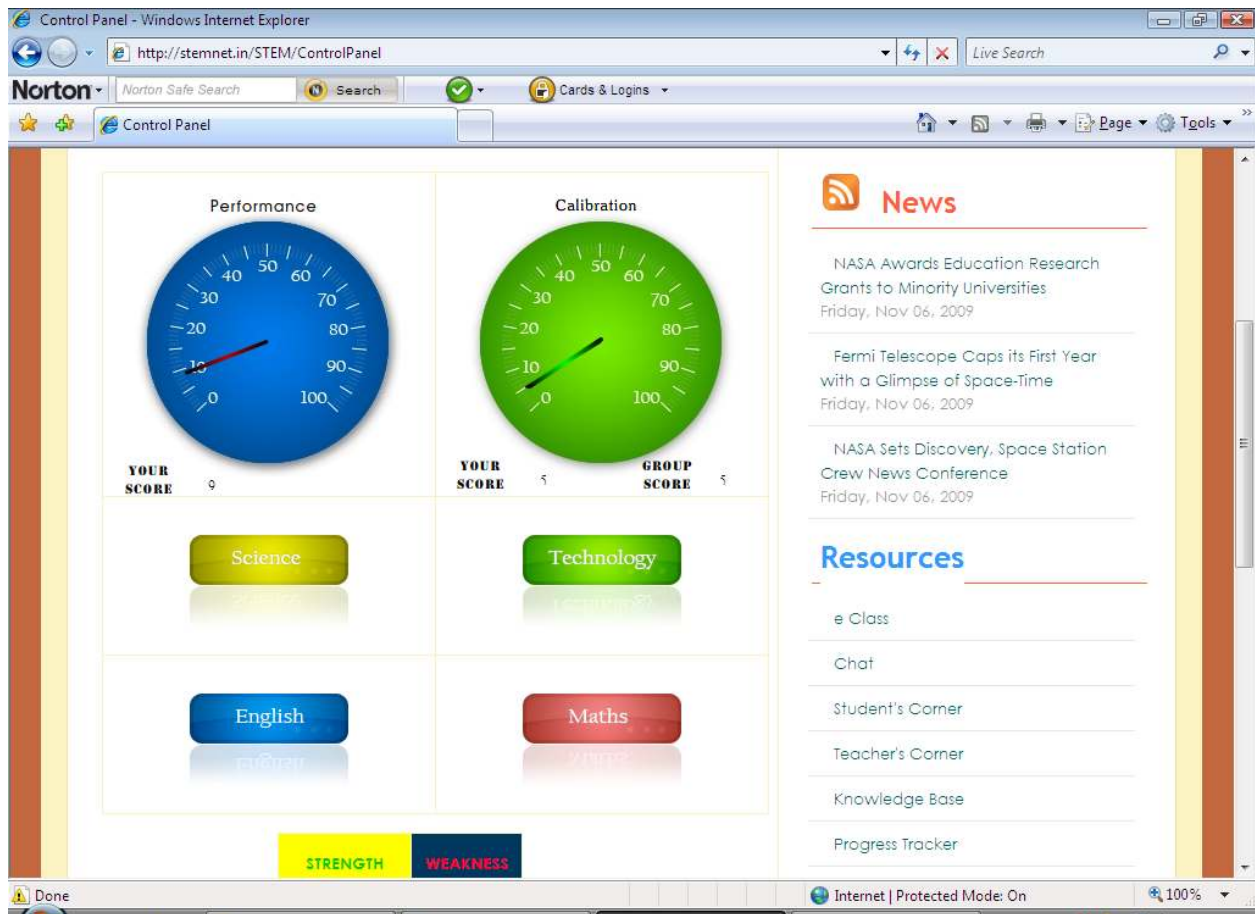 Control Panel - Windows Internet Explorer
http://stemnet.in/STEM/ControlPanel
Live Search
Norton
Norton Safe Search
Search
Cards & Logins
Control Panel
Page
Tools
Performance
0
10
20
30
40
50
60
70
80
90
100
YOUR
SCORE
9
Calibration
0
10
20
30
40
50
60
70
80
90
100
YOUR
SCORE
5
GROUP
SCORE
5
Science
Technology
English
Maths
STRENGTH
WEAKNESS
News
NASA Awards Education Research
Grants to Minority Universities
Friday, Nov 06, 2009
Fermi Telescope Caps its First Year
with a Glimpse of Space-Time
Friday, Nov 06, 2009
NASA Sets Discovery, Space Station
Crew News Conference
Friday, Nov 06, 2009
Resources
e Class
Chat
Student's Corner
Teacher's Corner
Knowledge Base
Progress Tracker
Done
Internet | Protected Mode: On
100%